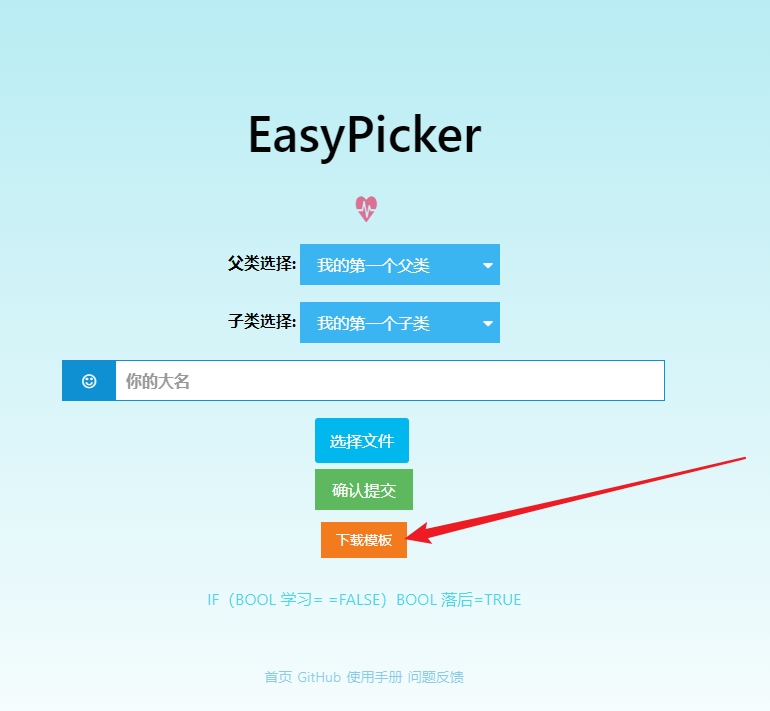 EasyPicker
父类选择: 我的第一个父类
子类选择: 我的第一个子类
你的大名
选择文件
确认提交
下载模板
IF（BOOL 学习= =FALSE）BOOL 落后=TRUE
首页 GitHub 使用手册 问题反馈